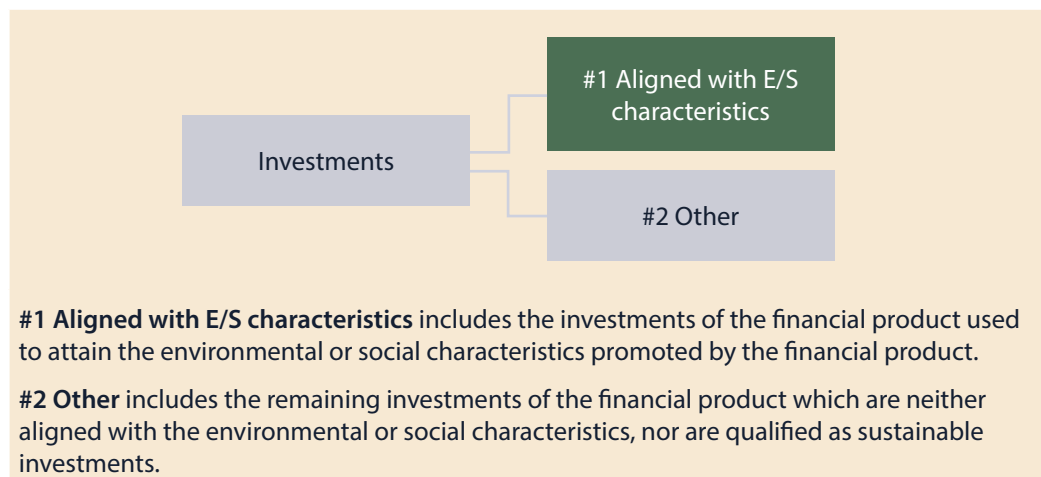 #1 Aligned with E/S
characteristics
Investments
#2 Other
#1 Aligned with E/S characteristics includes the investments of the financial product used
to attain the environmental or social characteristics promoted by the financial product.
#2 Other includes the remaining investments of the financial product which are neither
aligned with the environmental or social characteristics, nor are qualified as sustainable
investments.